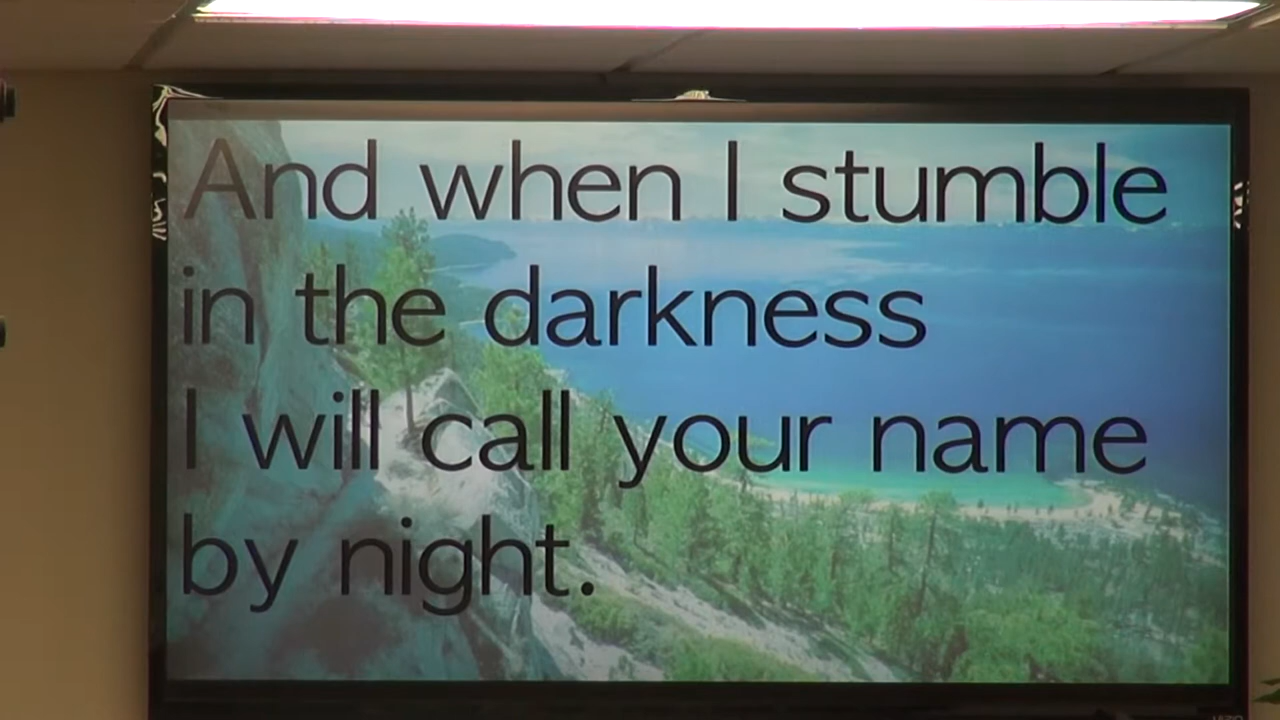 And when I stumble
in the darkness
I will call your name
by night.